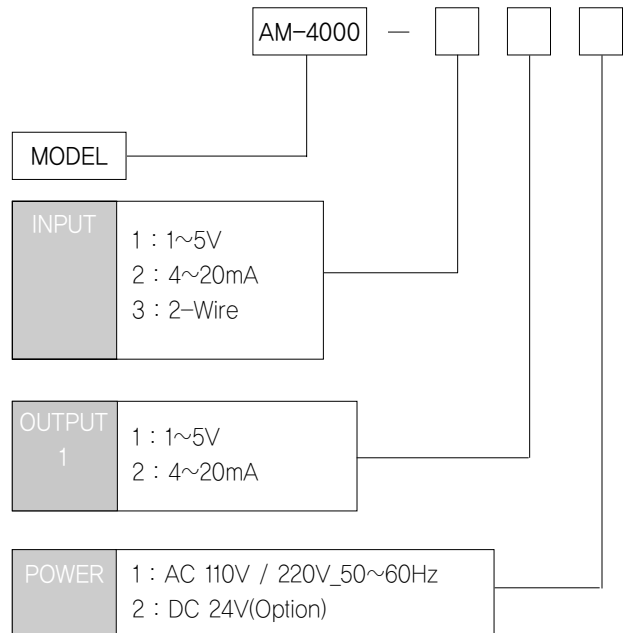 AM-4000 —
MODEL
INPUT
1 : 1~5V
2 : 4~20mA
3 : 2-Wire
OUTPUT
1
1 : 1~5V
2 : 4~20mA
POWER
1 : AC 110V / 220V_50~60Hz
2 : DC 24V(Option)